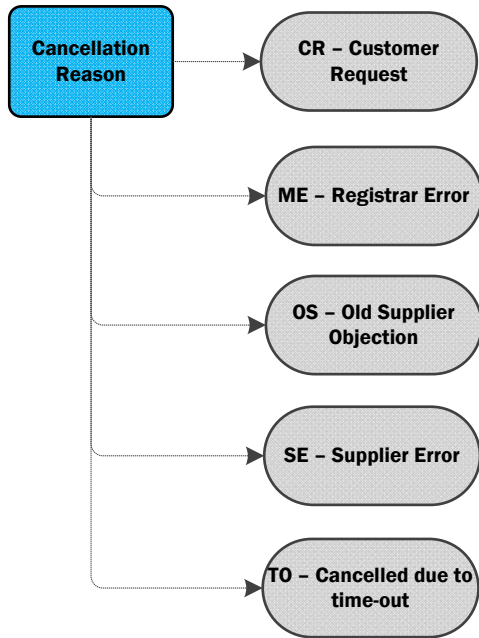 Cancellation
Reason
CR – Customer
Request
ME – Registrar Error
OS – Old Supplier
Objection
SE – Supplier Error
TO – Cancelled due to
time-out